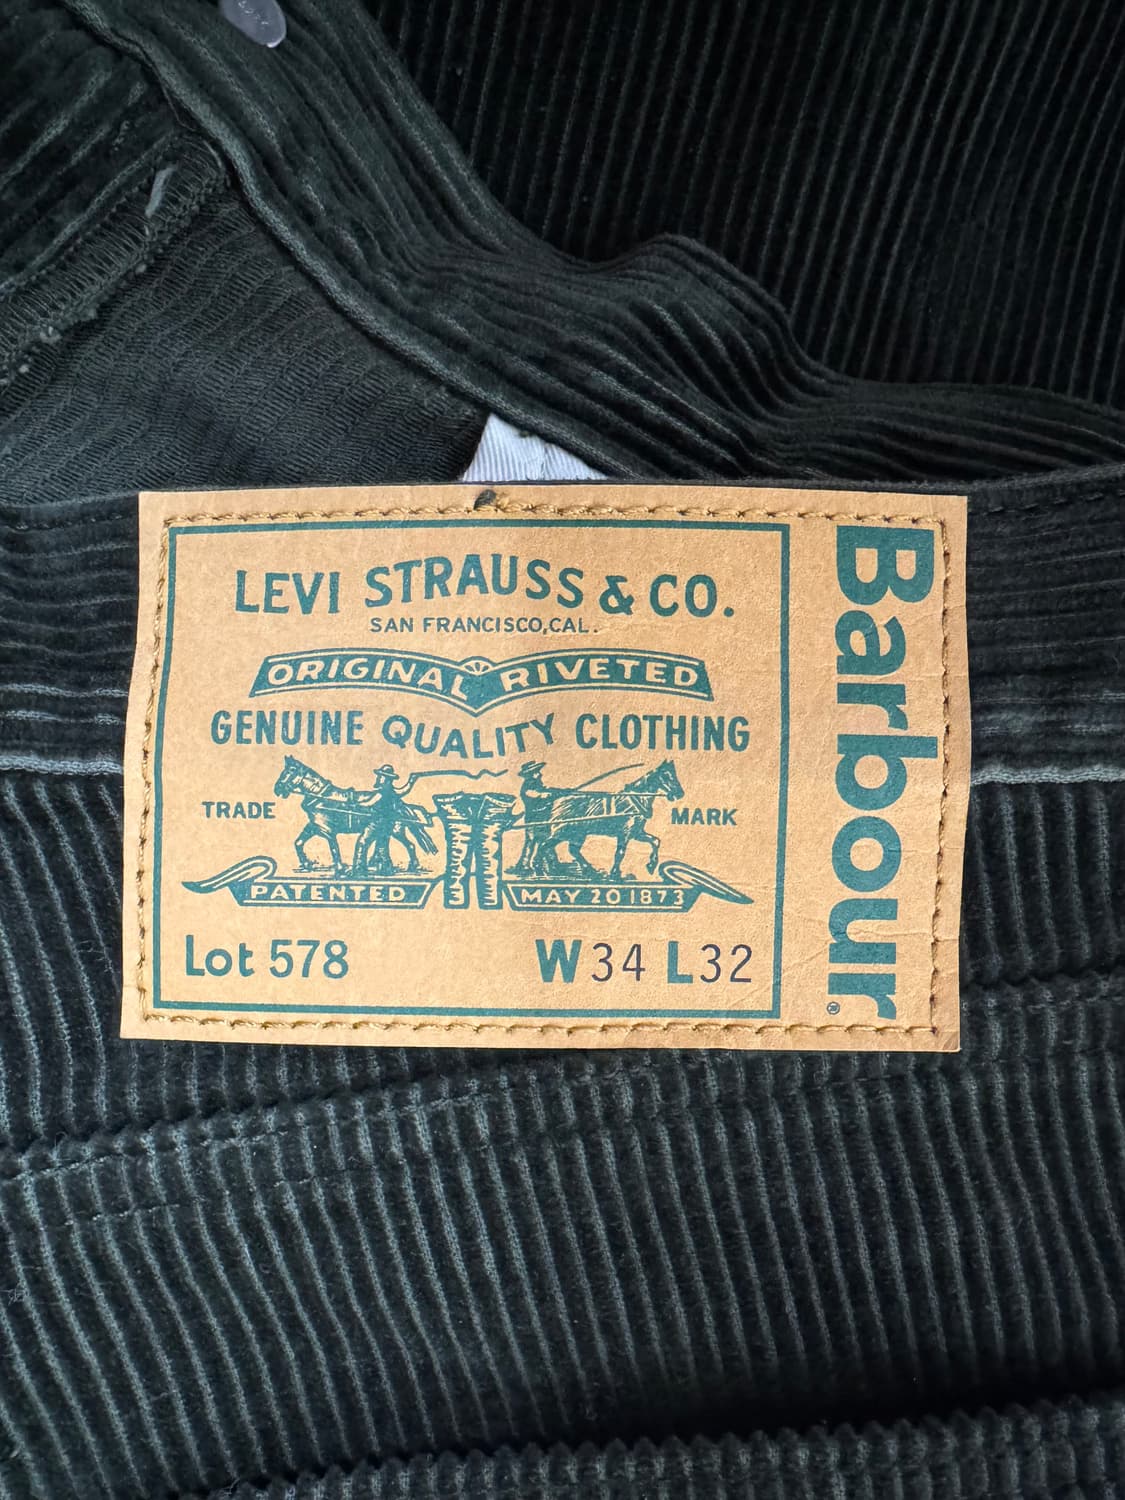 LEVI STRAUSS & CO.
SAN FRANCISCO, CAL.
ORIGINAL RIVETED
GENUINE QUALITY CLOTHING
TRADE MARK
PATENTED MAY 20 1873
Lot 578 W34 L32
Barbour®